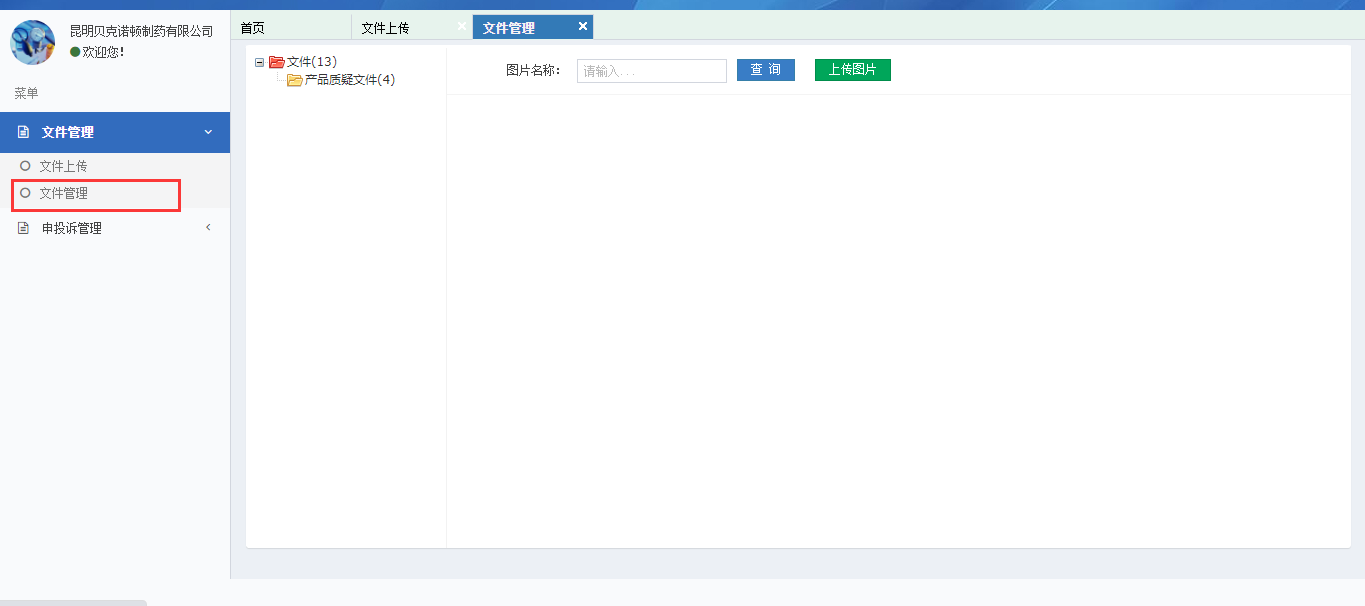 昆明贝克诺顿制药有限公司
欢迎您!
菜单
文件管理
文件上传
文件管理
申投诉管理
首页
文件上传
文件管理
文件(13)
产品质疑文件(4)
图片名称:
请输入...
查 询
上传图片